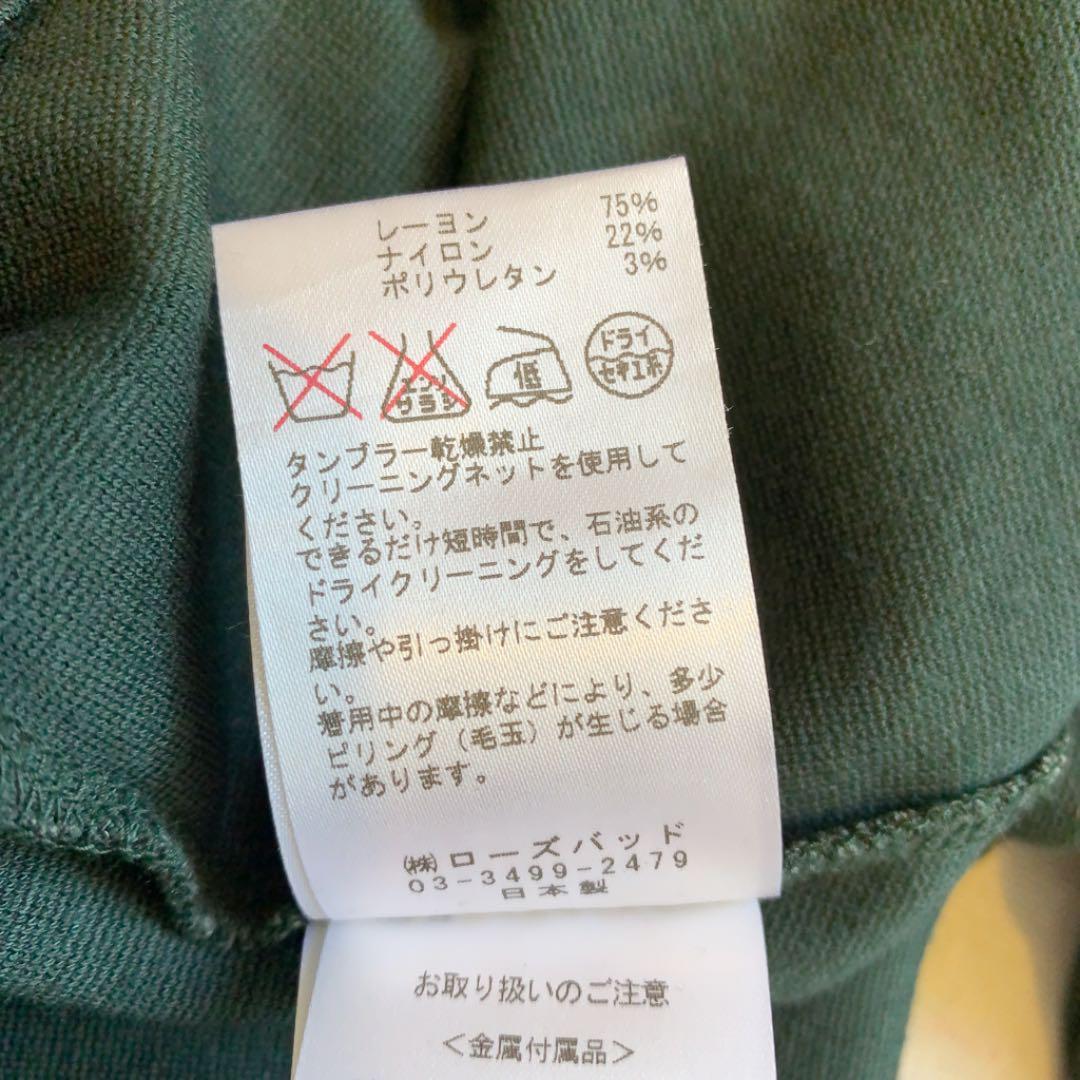 レーヨン 75%
ナイロン 22%
ポリウレタン 3%
エンソ
サラシ
低
ドライ
セキユ系
タンブラー乾燥禁止
クリーニングネットを使用して
ください。
できるだけ短時間で、石油系の
ドライクリーニングをしてくだ
さい。
摩擦や引っ掛けにご注意くださ
い。
着用中の摩擦などにより、多少
ピリング（毛玉）が生じる場合
があります。
㈱ローズバッド
03-3499-2479
日本製
お取り扱いのご注意
＜金属付属品＞